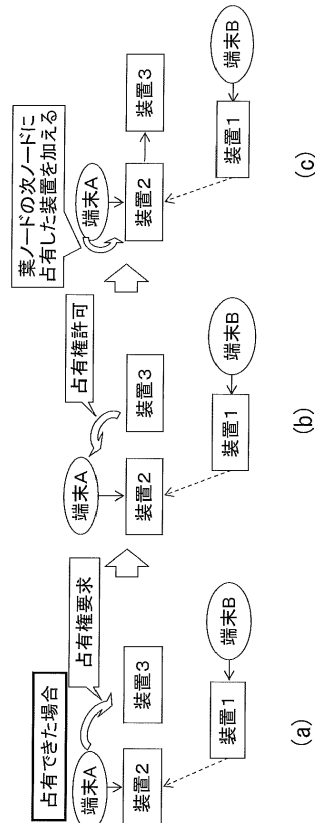 占有できた場合
占有権要求
端末A
装置3
装置2
装置1
端末B
(a)
占有権許可
端末A
装置3
装置2
装置1
端末B
(b)
葉ノードの次ノードに
占有した装置を加える
端末A
装置2
装置3
装置1
端末B
(c)